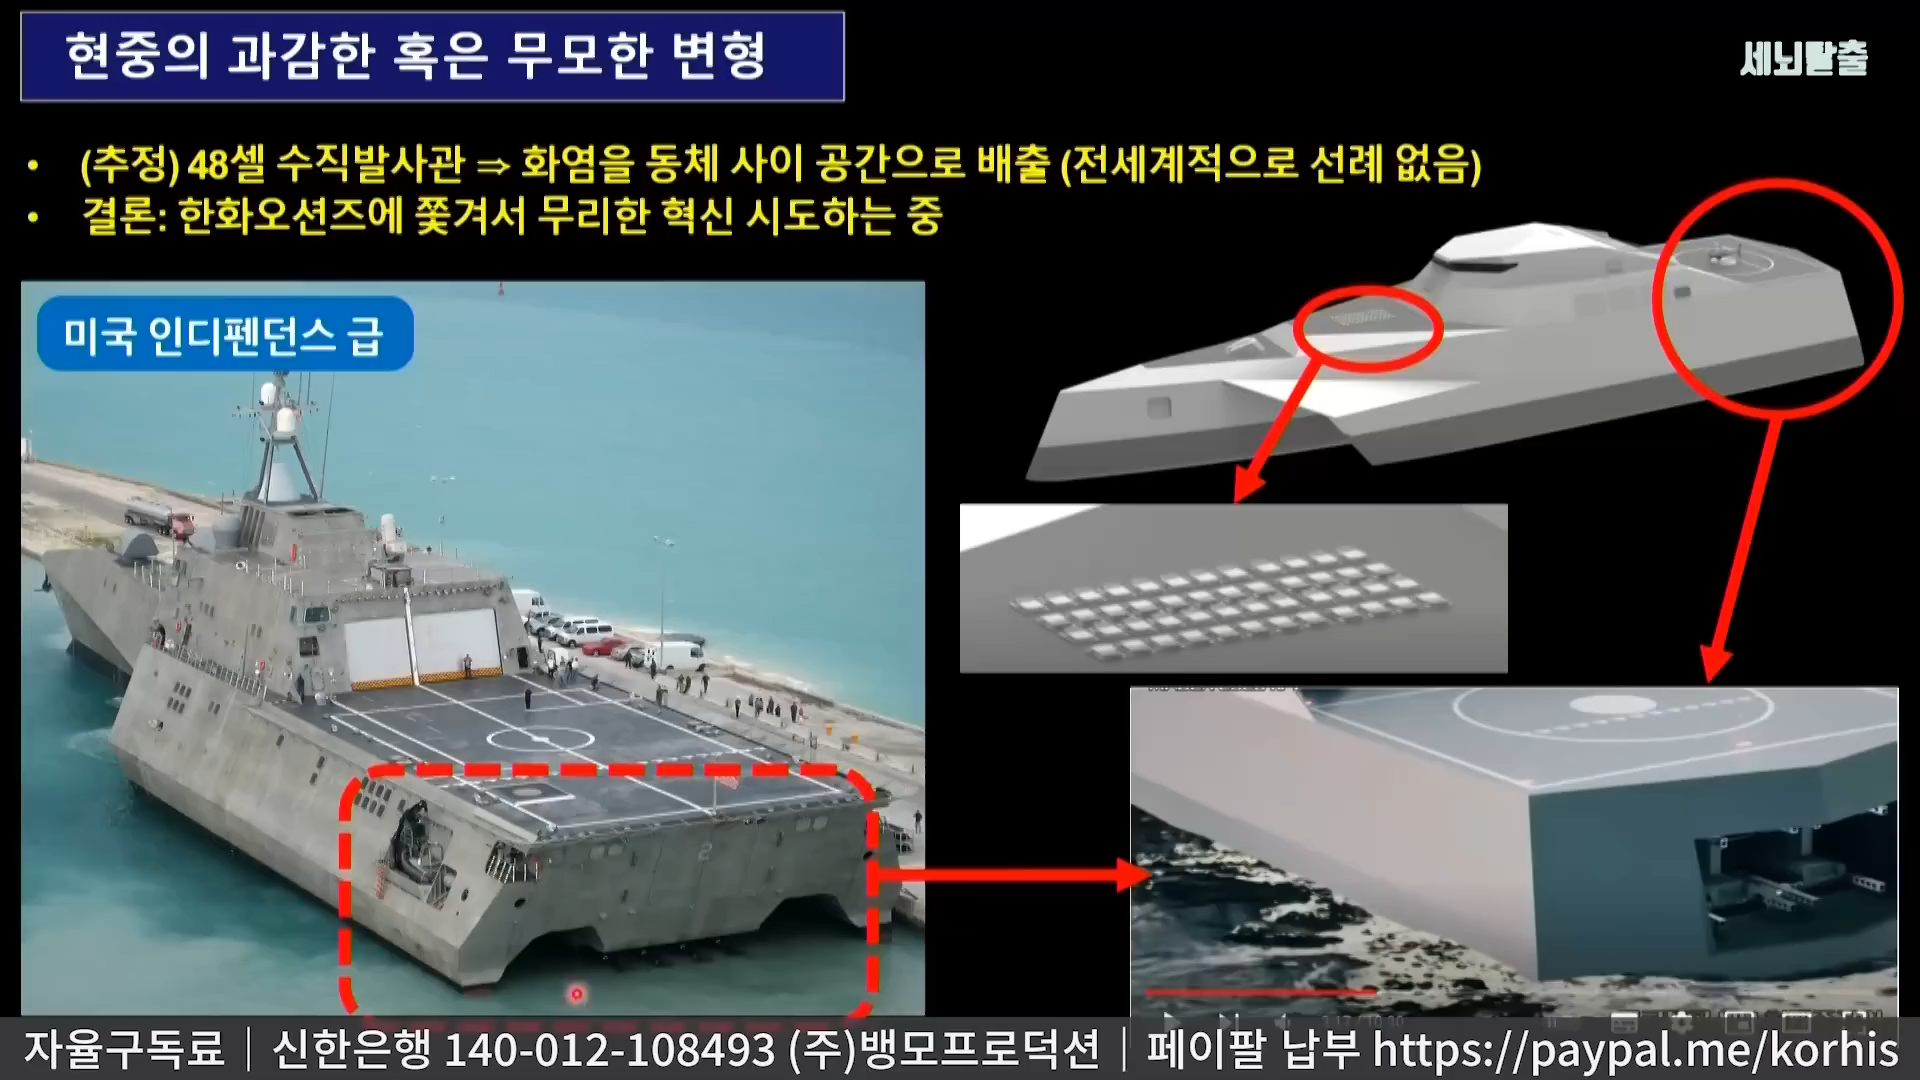 현중의 과감한 혹은 무모한 변형
세뇌탈출
• (추정) 48셀 수직발사관 ⇒ 화염을 동체 사이 공간으로 배출 (전세계적으로 선례 없음)
• 결론: 한화오션즈에 쫓겨서 무리한 혁신 시도하는 중
미국 인디펜던스 급
2
자율구독료｜신한은행 140-012-108493 (주)뱅모프로덕션｜페이팔 납부 https://paypal.me/korhis